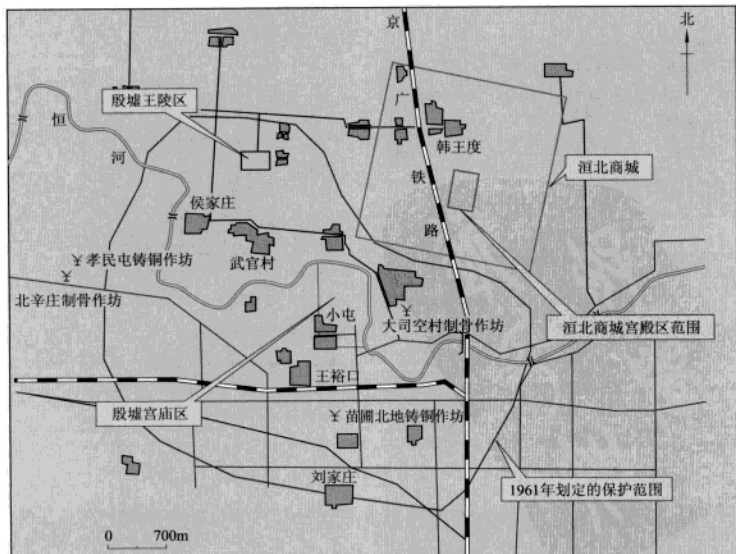 京
广
铁
路
北
殷墟王陵区
恒
河
韩王度
洹北商城
侯家庄
武官村
孝民屯铸铜作坊
北辛庄制骨作坊
小屯
大司空村制骨作坊
洹北商城宫殿区范围
王裕口
殷墟宫庙区
苗圃北地铸铜作坊
刘家庄
1961年划定的保护范围
0 700m